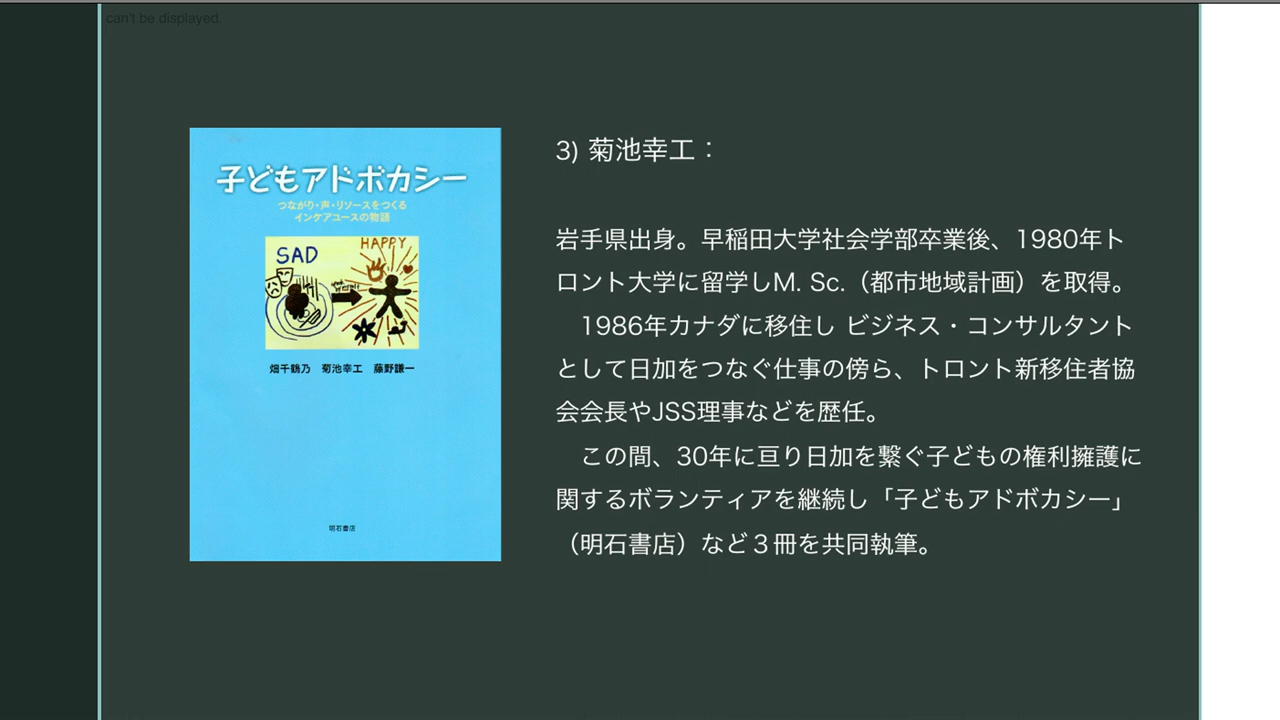 can't be displayed.
子どもアドボカシー
つながり・声・リソースをつくる
インケアユースの物語
SAD
HAPPY
畑千鶴乃 菊池幸工 藤野謙一
明石書店
3) 菊池幸工：
岩手県出身。早稲田大学社会学部卒業後、1980年ト
ロント大学に留学しM. Sc.（都市地域計画）を取得。
　1986年カナダに移住し ビジネス・コンサルタント
として日加をつなぐ仕事の傍ら、トロント新移住者協
会会長やJSS理事などを歴任。
　この間、30年に亘り日加を繋ぐ子どもの権利擁護に
関するボランティアを継続し「子どもアドボカシー」
（明石書店）など３冊を共同執筆。